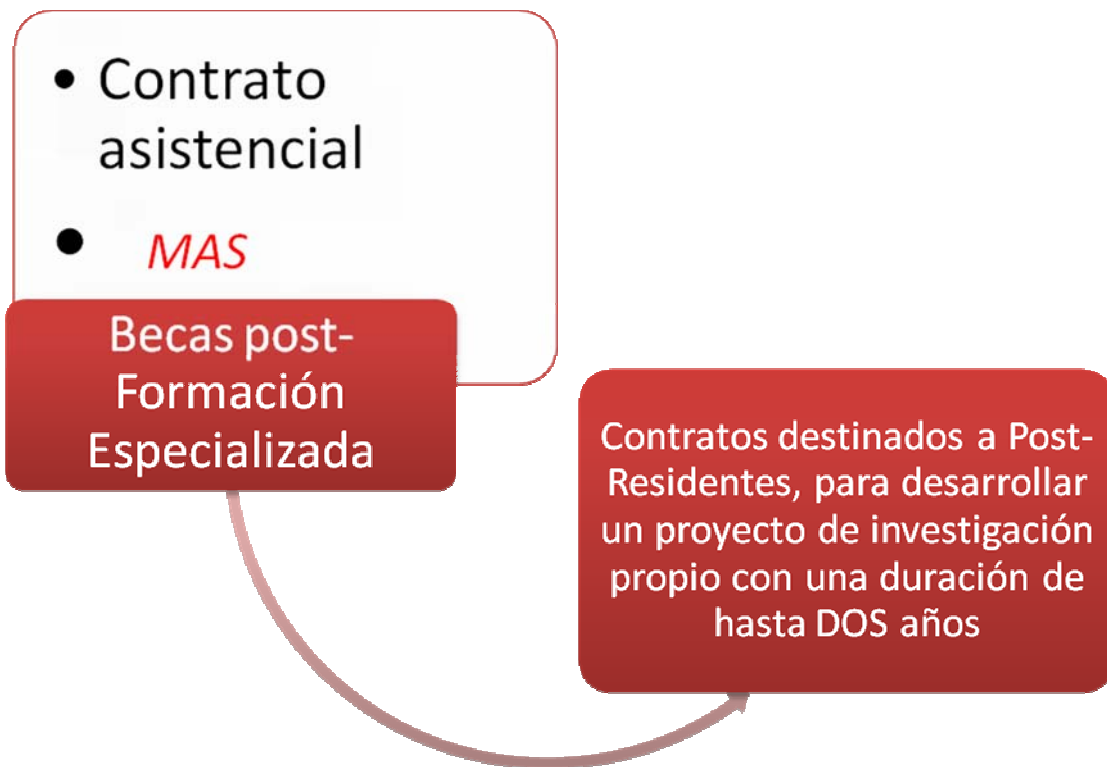 • Contrato
asistencial
• MAS
Becas post-
Formación
Especializada
Contratos destinados a Post-
Residentes, para desarrollar
un proyecto de investigación
propio con una duración de
hasta DOS años